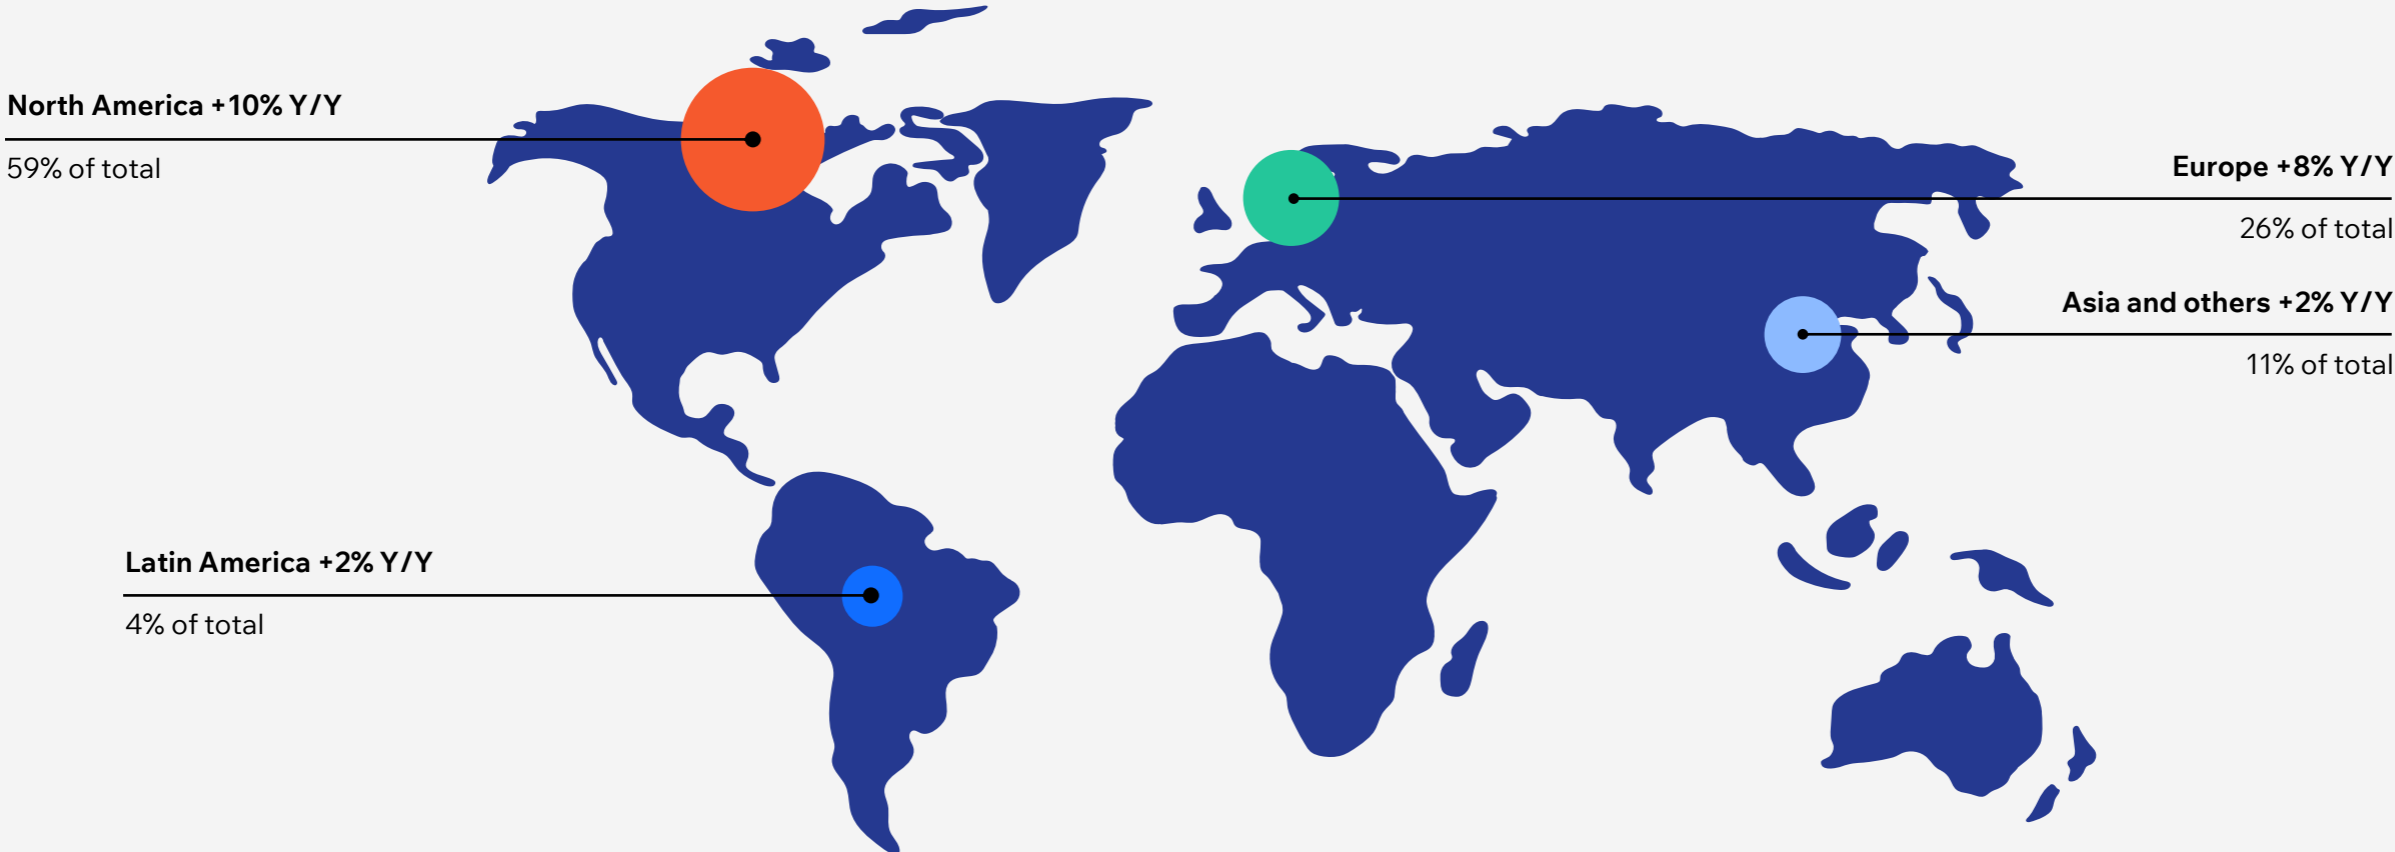 North America +10% Y/Y
59% of total
Europe +8% Y/Y
26% of total
Asia and others +2% Y/Y
11% of total
Latin America +2% Y/Y
4% of total